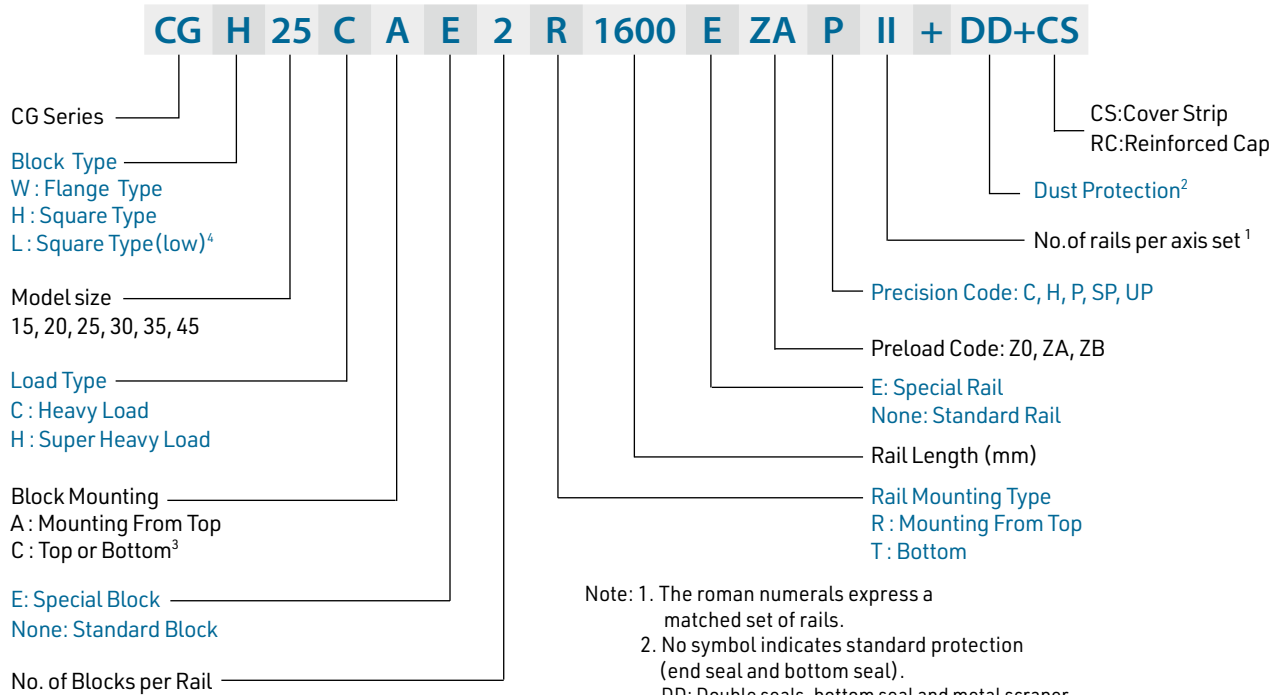 CG H 25 C A E 2 R 1600 E ZA P II + DD+CS
CG Series
Block Type
W : Flange Type
H : Square Type
L : Square Type(low)4
Model size
15, 20, 25, 30, 35, 45
Load Type
C : Heavy Load
H : Super Heavy Load
Block Mounting
A : Mounting From Top
C : Top or Bottom3
E: Special Block
None: Standard Block
No. of Blocks per Rail
CS:Cover Strip
RC:Reinforced Cap
Dust Protection2
No.of rails per axis set 1
Precision Code: C, H, P, SP, UP
Preload Code: Z0, ZA, ZB
E: Special Rail
None: Standard Rail
Rail Length (mm)
Rail Mounting Type
R : Mounting From Top
T : Bottom
Note: 1. The roman numerals express a
matched set of rails.
2. No symbol indicates standard protection
(end seal and bottom seal).
DD: Double seals, bottom seal and metal scraper